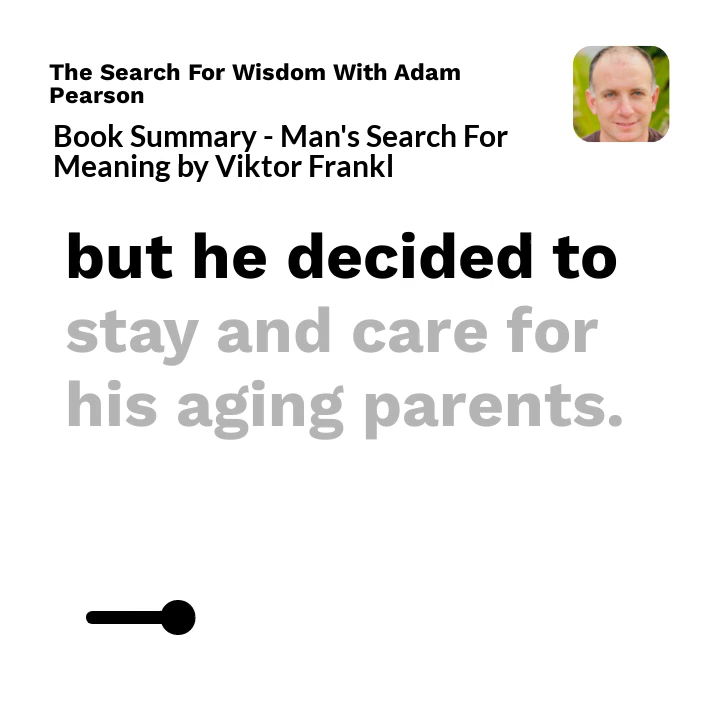 The Search For Wisdom With Adam
Pearson
Book Summary - Man's Search For
Meaning by Viktor Frankl
but he decided to
stay and care for
his aging parents.